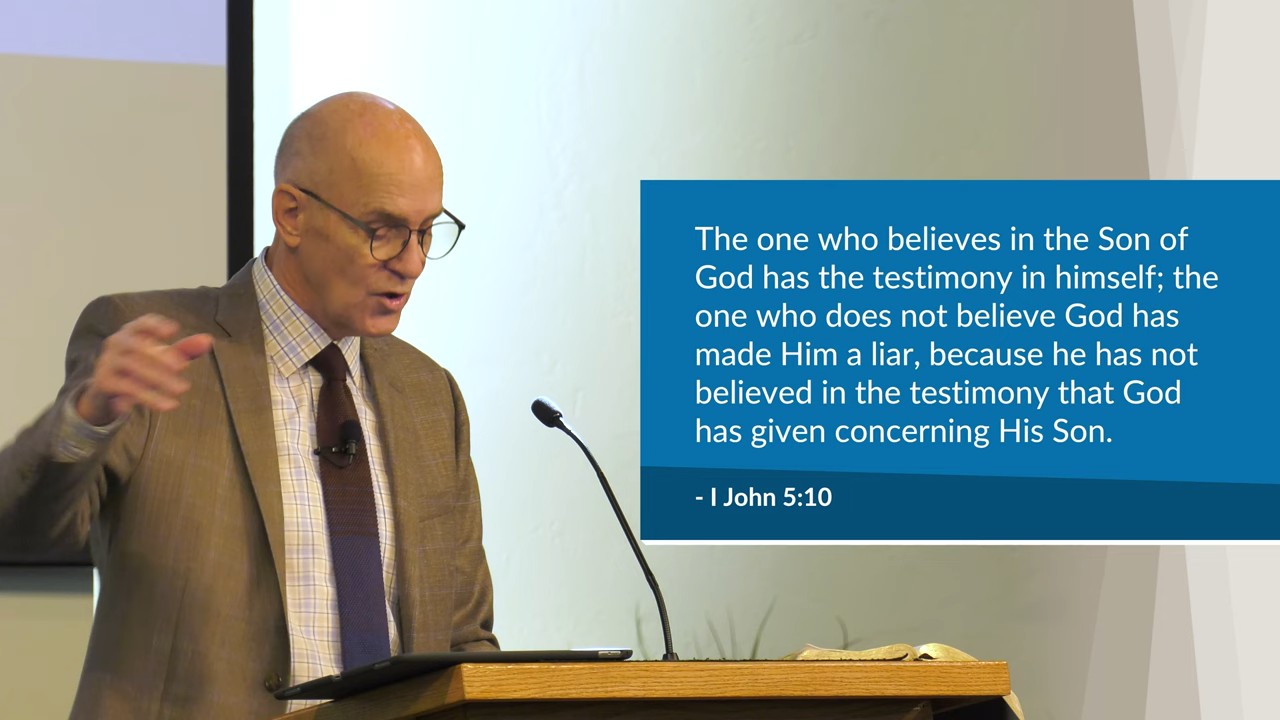 The one who believes in the Son of
God has the testimony in himself; the
one who does not believe God has
made Him a liar, because he has not
believed in the testimony that God
has given concerning His Son.
- I John 5:10